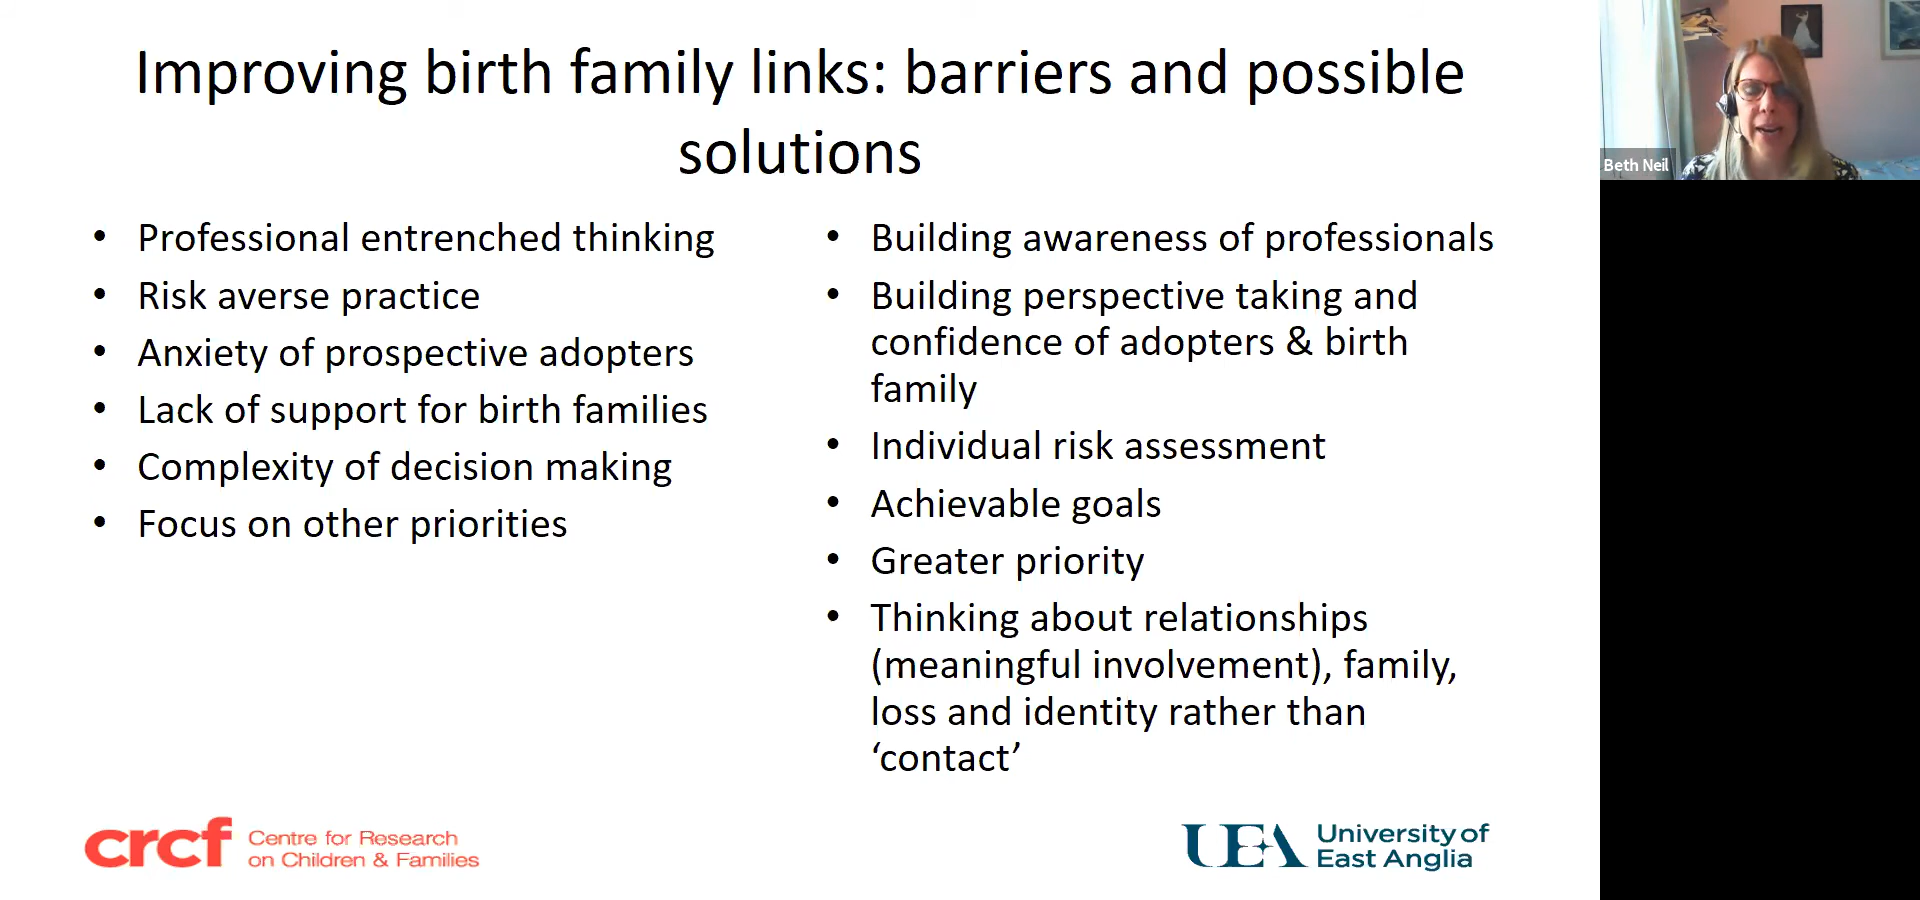 Improving birth family links: barriers and possible
solutions
• Professional entrenched thinking
• Risk averse practice
• Anxiety of prospective adopters
• Lack of support for birth families
• Complexity of decision making
• Focus on other priorities
• Building awareness of professionals
• Building perspective taking and
confidence of adopters & birth
family
• Individual risk assessment
• Achievable goals
• Greater priority
• Thinking about relationships
(meaningful involvement), family,
loss and identity rather than
‘contact’
crcf
Centre for Research
on Children & Families
UEA
University of
East Anglia
Beth Neil